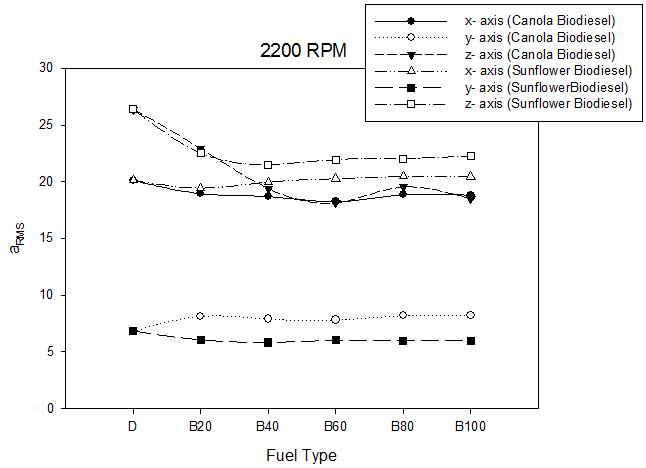 x- axis (Canola Biodiesel)
y- axis (Canola Biodiesel)
z- axis (Canola Biodiesel)
x- axis (Sunflower Biodiesel)
y- axis (SunflowerBiodiesel)
z- axis (Sunflower Biodiesel)
2200 RPM
30
25
20
15
10
5
0
aRMS
D B20 B40 B60 B80 B100
Fuel Type